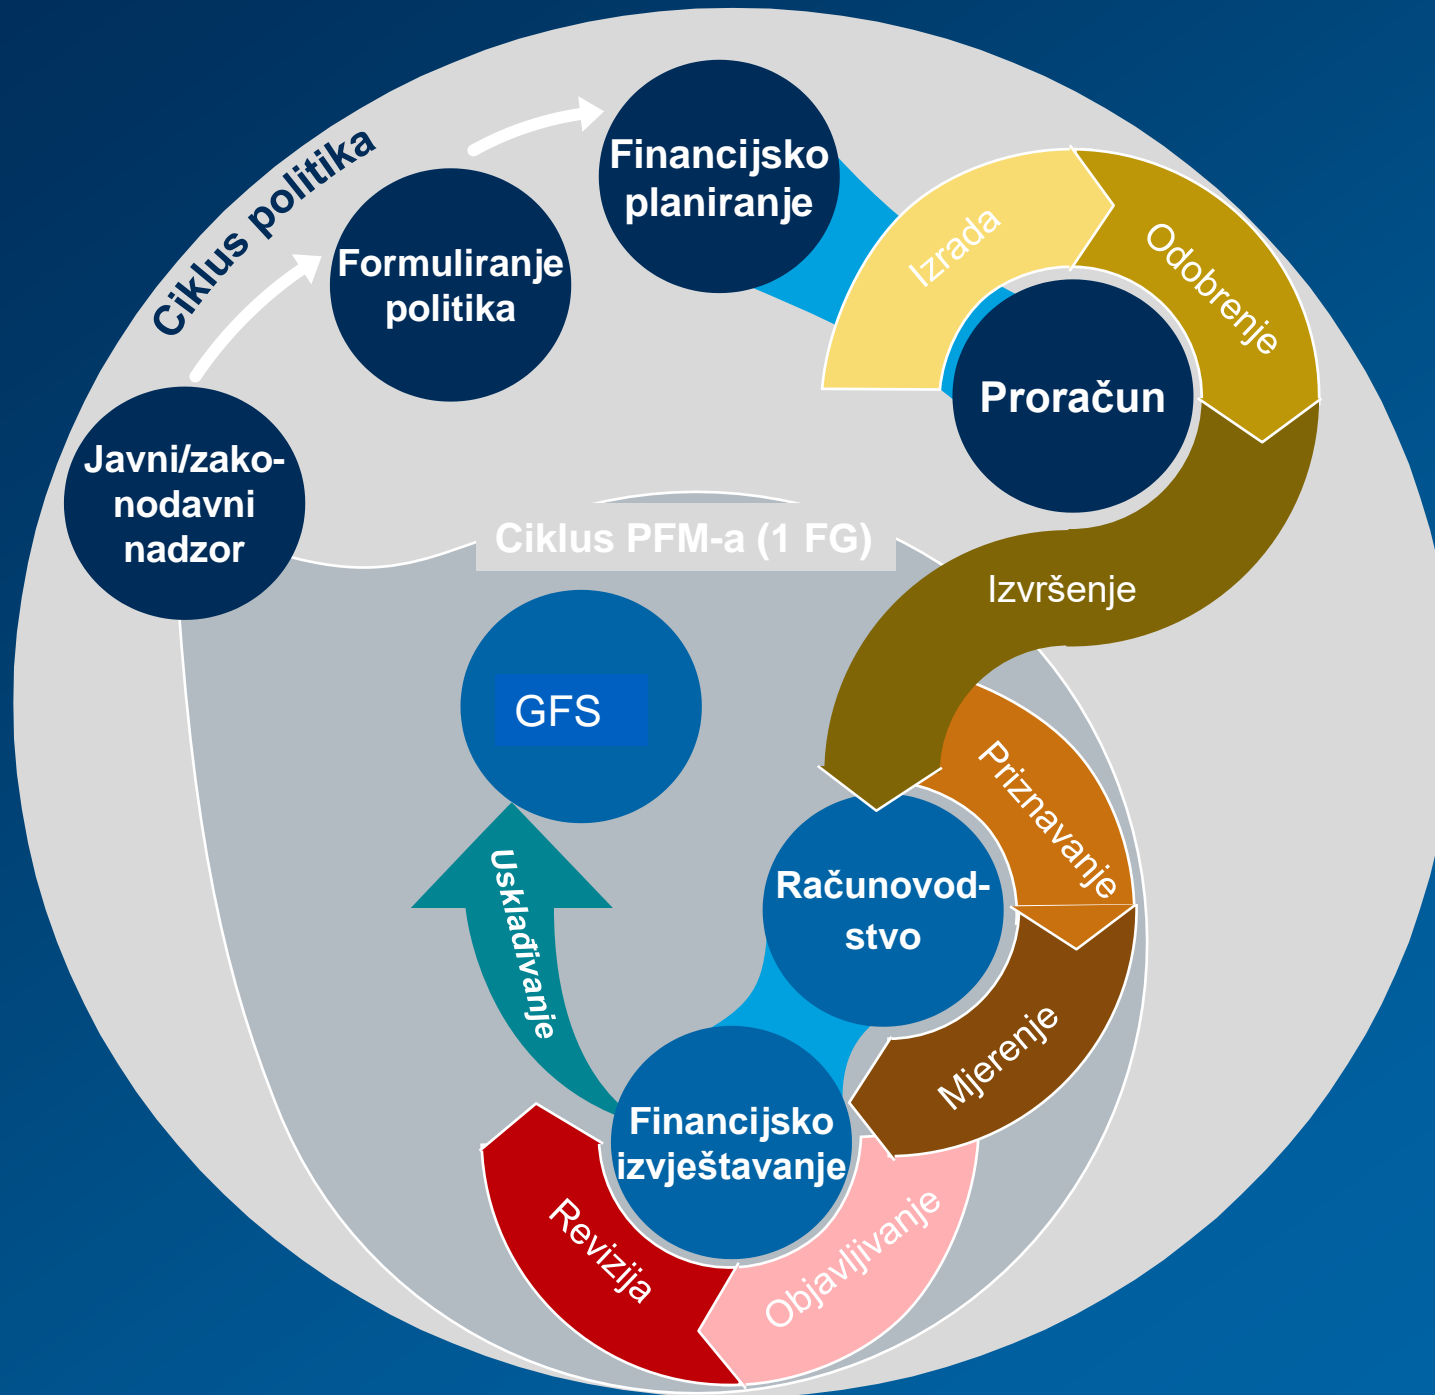 Ciklus politika
Financijsko
planiranje
Formuliranje
politika
Javni/zako-
nodavni
nadzor
Izrada
Odobrenje
Proračun
Ciklus PFM-a (1 FG)
Izvršenje
GFS
Priznavanje
Računovod-
stvo
Usklađivanje
Mjerenje
Financijsko
izvještavanje
Objavljivanje
Revizija